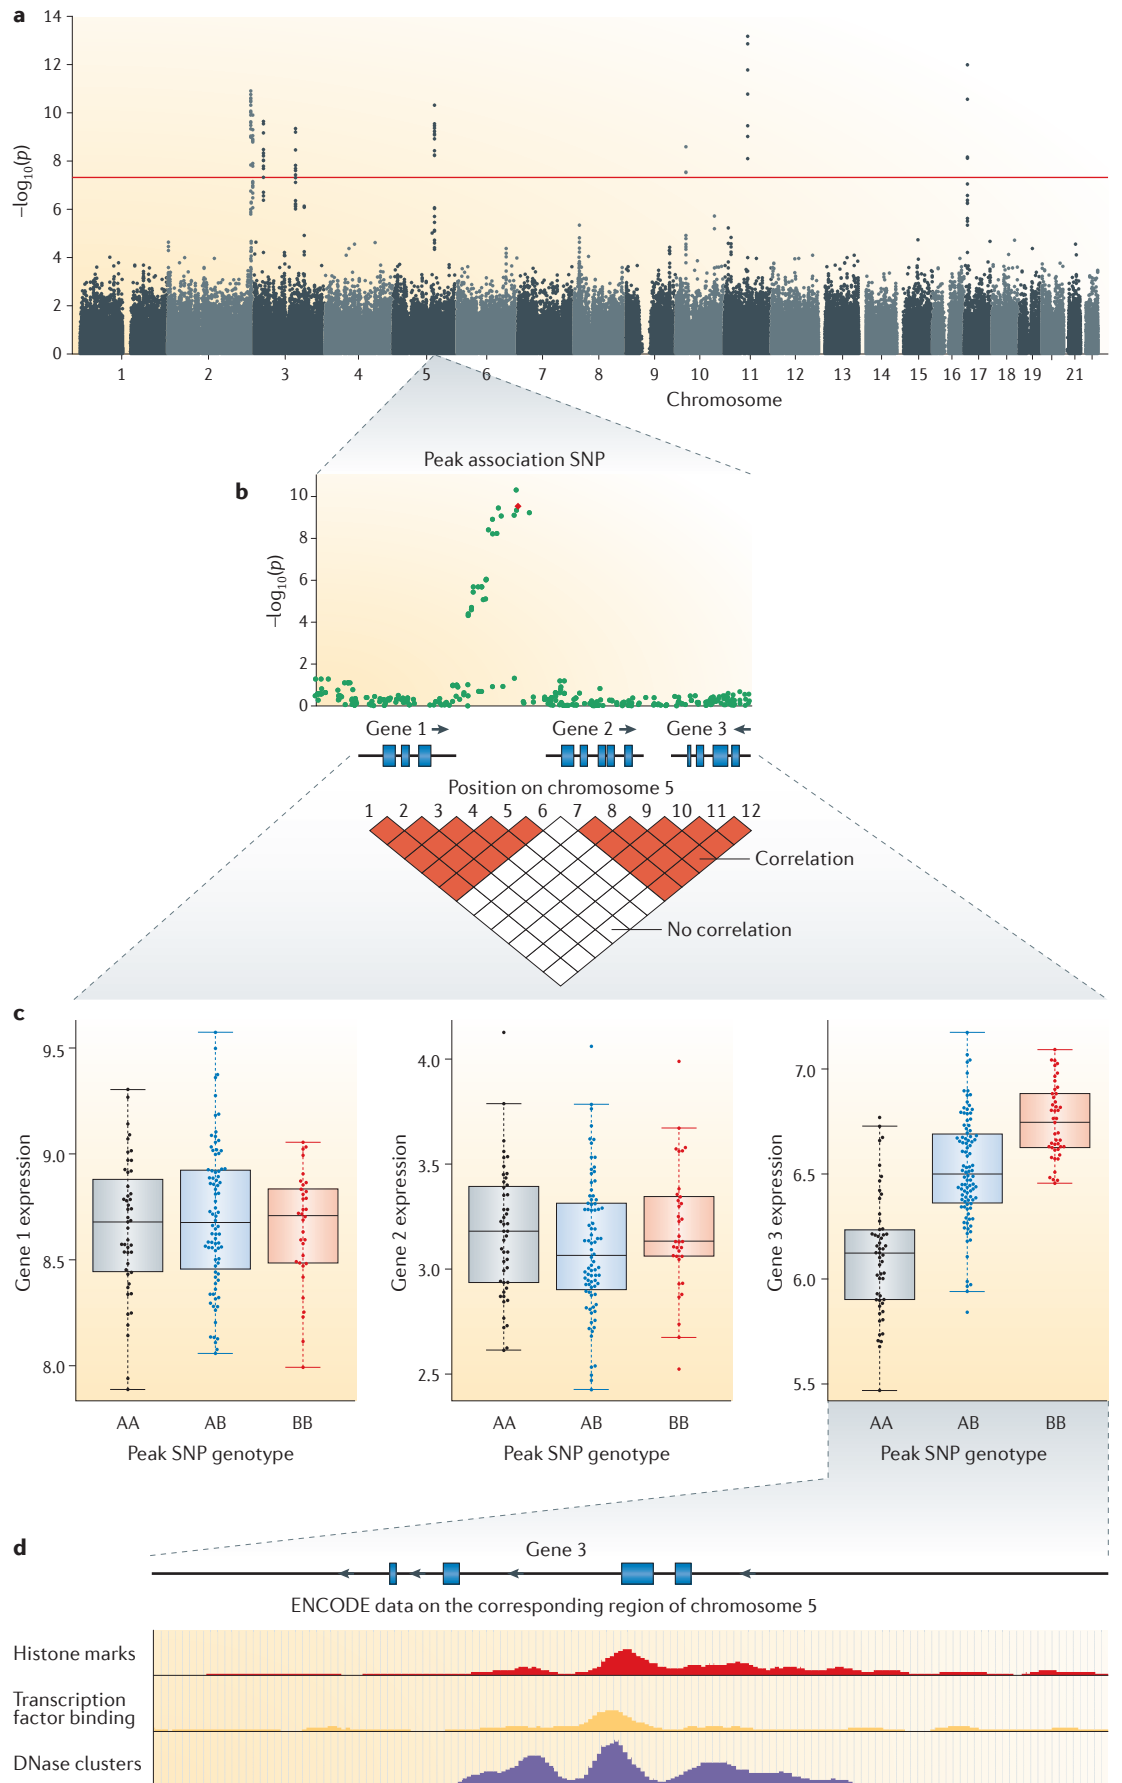 a
14
12
10
8
6
4
2
0
−log10(p)
1 2 3 4 5 6 7 8 9 10 11 12 13 14 15 16 17 18 19 21
Chromosome
Peak association SNP
b
10
8
6
4
2
0
−log10(p)
Gene 1 Gene 2 Gene 3
Position on chromosome 5
1 2 3 4 5 6 7 8 9 10 11 12
Correlation
No correlation
c
9.5
9.0
8.5
8.0
Gene 1 expression
AA AB BB
Peak SNP genotype
4.0
3.5
3.0
2.5
Gene 2 expression
AA AB BB
Peak SNP genotype
7.0
6.5
6.0
5.5
Gene 3 expression
AA AB BB
Peak SNP genotype
d
Gene 3
ENCODE data on the corresponding region of chromosome 5
Histone marks
Transcription
factor binding
DNase clusters